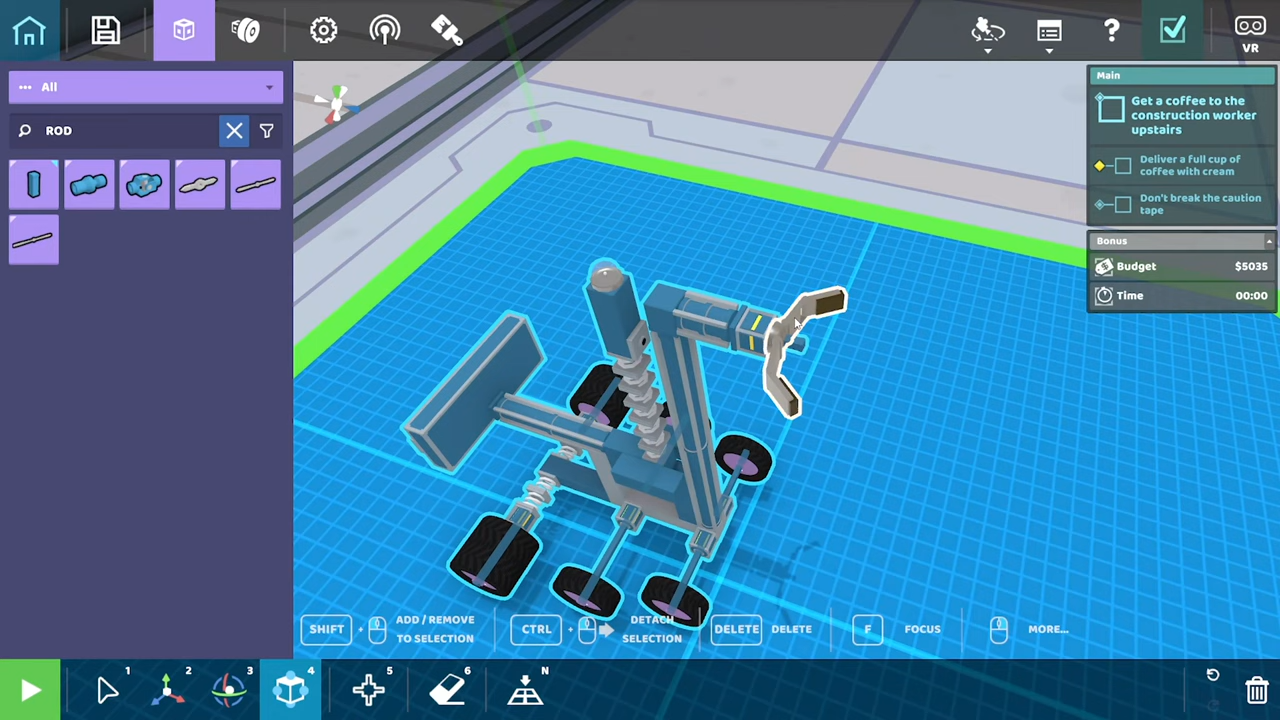 VR
All
ROD
Main
Get a coffee to the
construction worker
upstairs
Deliver a full cup of
coffee with cream
Don't break the caution
tape
Bonus
Budget $5035
Time 00:00
SHIFT + ADD / REMOVE
TO SELECTION
CTRL + DETACH
SELECTION
DELETE DELETE
F FOCUS
MORE...
1 2 3 4 5 6 N